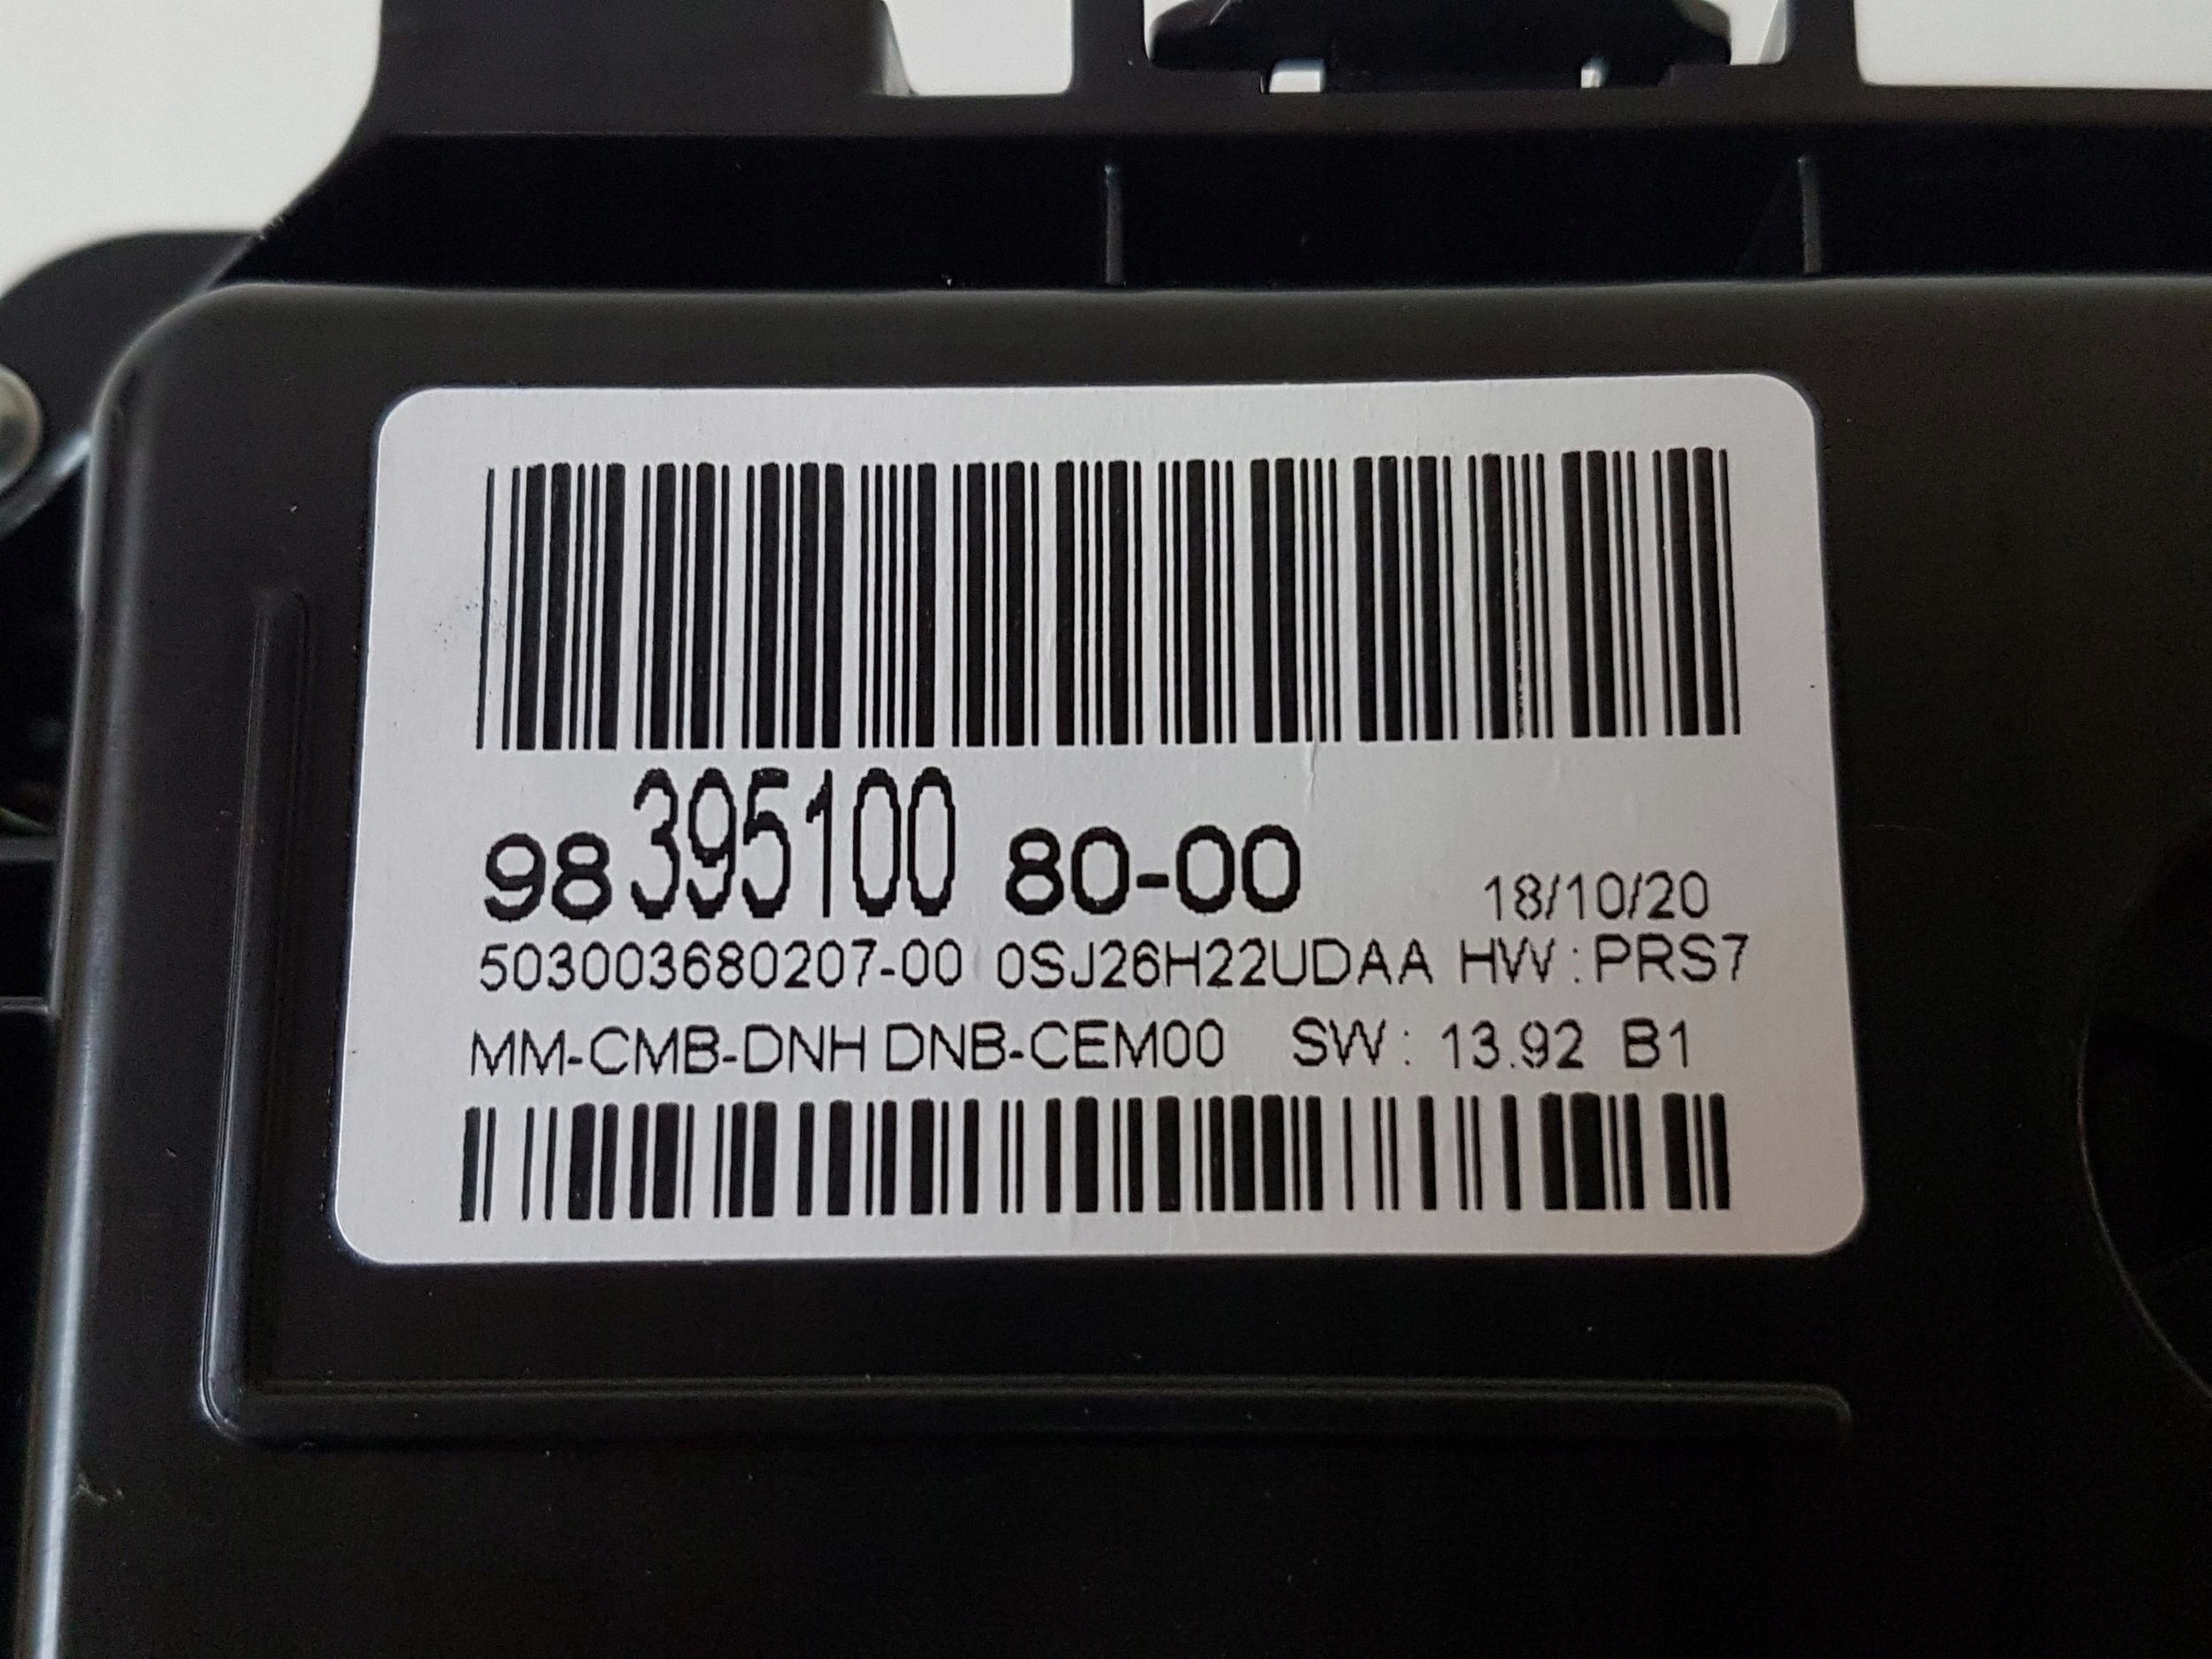 98 395100 80-00 18/10/20
503003680207-00 0SJ26H22UDAA HW:PRS7
MM-CMB-DNH DNB-CEM00 SW: 13.92 B1